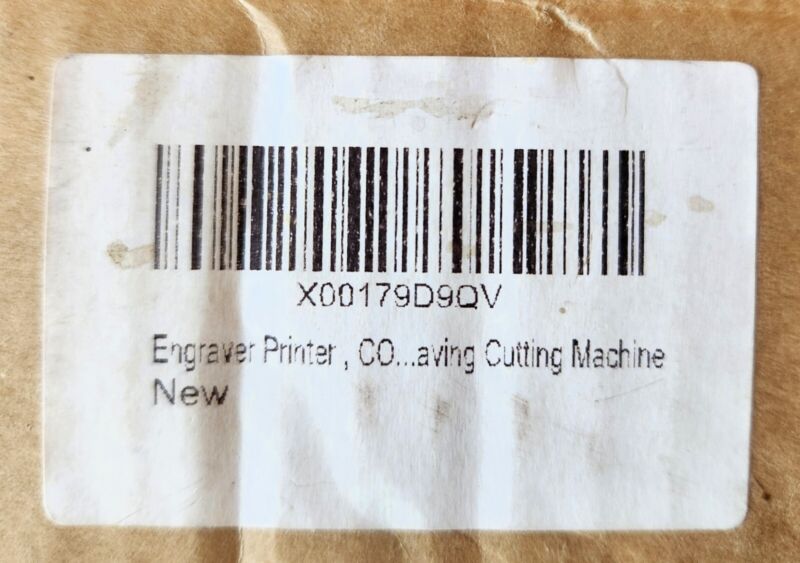 X00179D9QV
Engraver Printer , CO...aving Cutting Machine
New